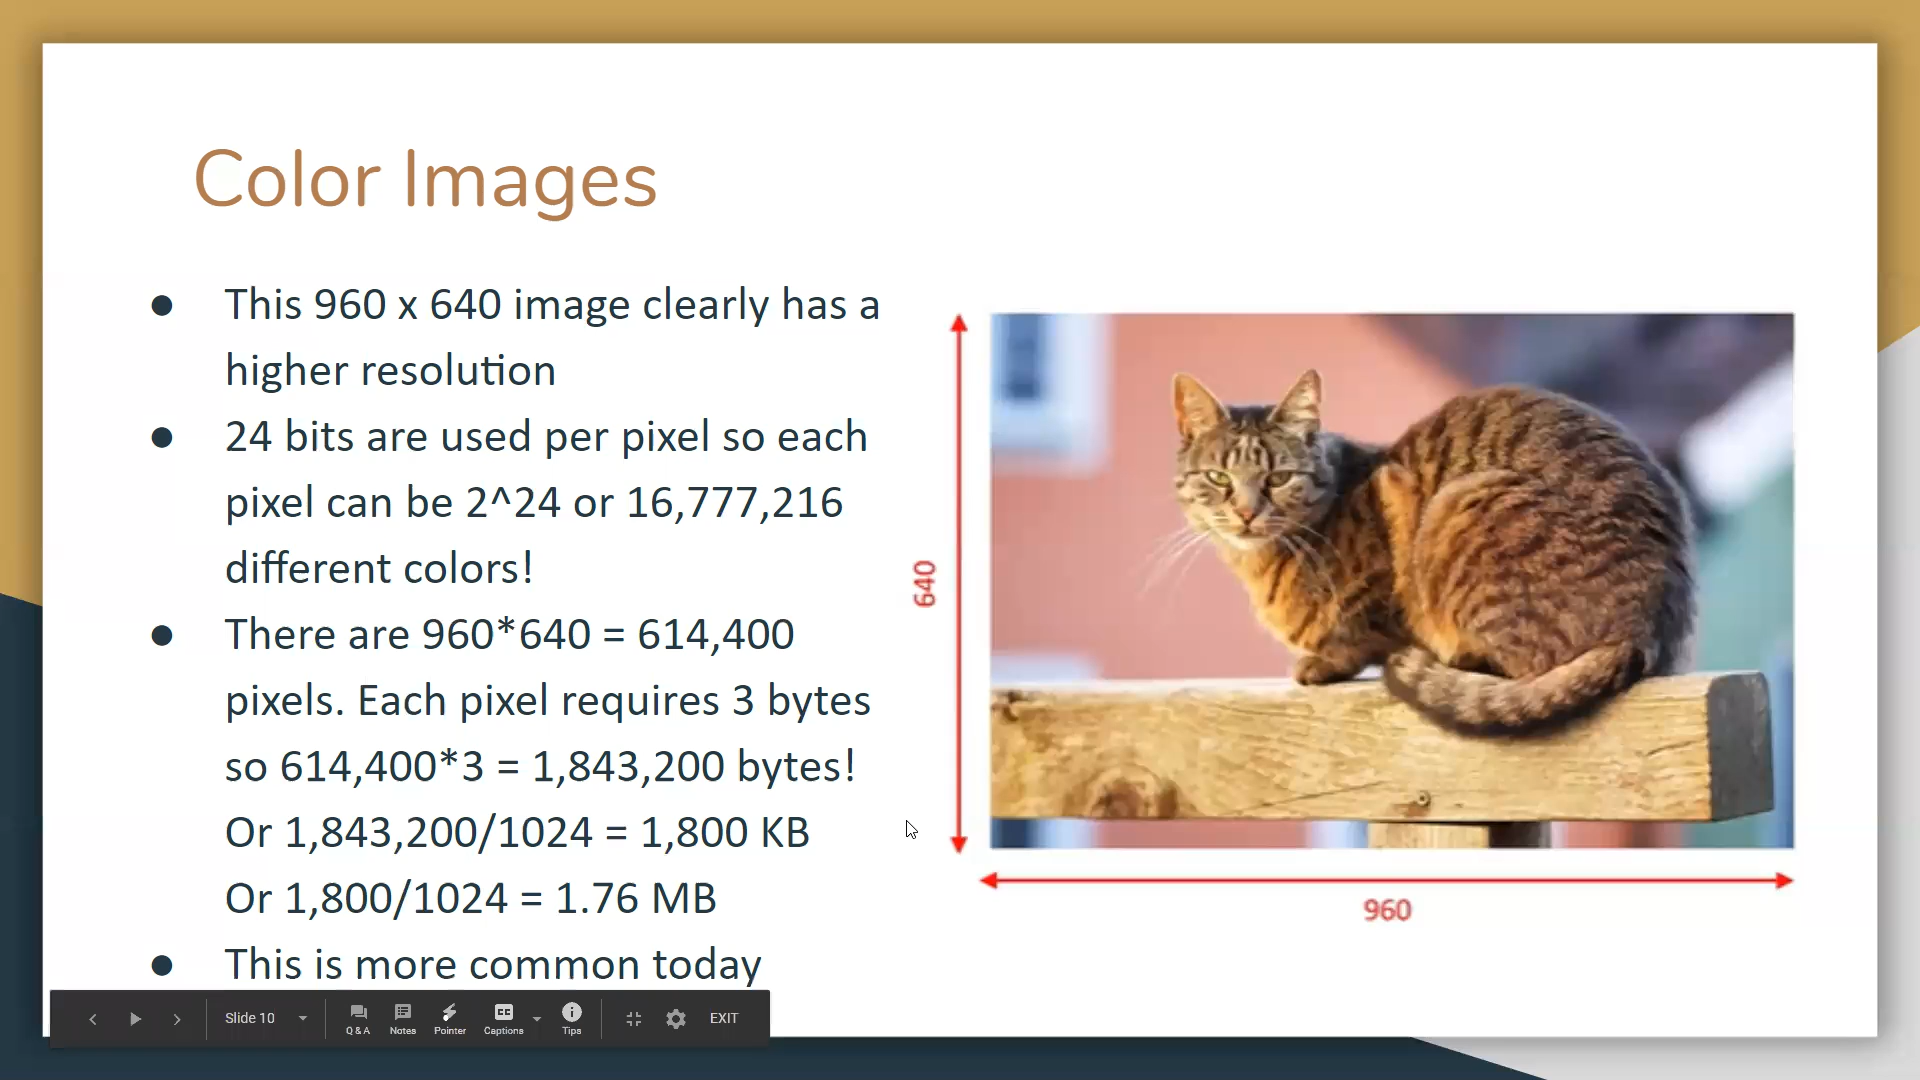 Color Images
● This 960 x 640 image clearly has a
higher resolution
● 24 bits are used per pixel so each
pixel can be 2^24 or 16,777,216
different colors!
● There are 960*640 = 614,400
pixels. Each pixel requires 3 bytes
so 614,400*3 = 1,843,200 bytes!
Or 1,843,200/1024 = 1,800 KB
Or 1,800/1024 = 1.76 MB
● This is more common today
640
960
Slide 10
Q & A
Notes
Pointer
CC
Captions
Tips
EXIT